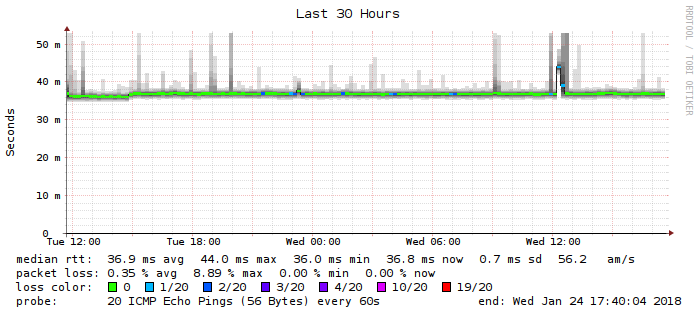 Last 30 Hours
RRDTOOL / TOBI OETIKER
Seconds
50 m
40 m
30 m
20 m
10 m
0
Tue 12:00 Tue 18:00 Wed 00:00 Wed 06:00 Wed 12:00
median rtt: 36.9 ms avg 44.0 ms max 36.0 ms min 36.8 ms now 0.7 ms sd 56.2 am/s
packet loss: 0.35 % avg 8.89 % max 0.00 % min 0.00 % now
loss color: 0 1/20 2/20 3/20 4/20 10/20 19/20
probe: 20 ICMP Echo Pings (56 Bytes) every 60s end: Wed Jan 24 17:40:04 2018